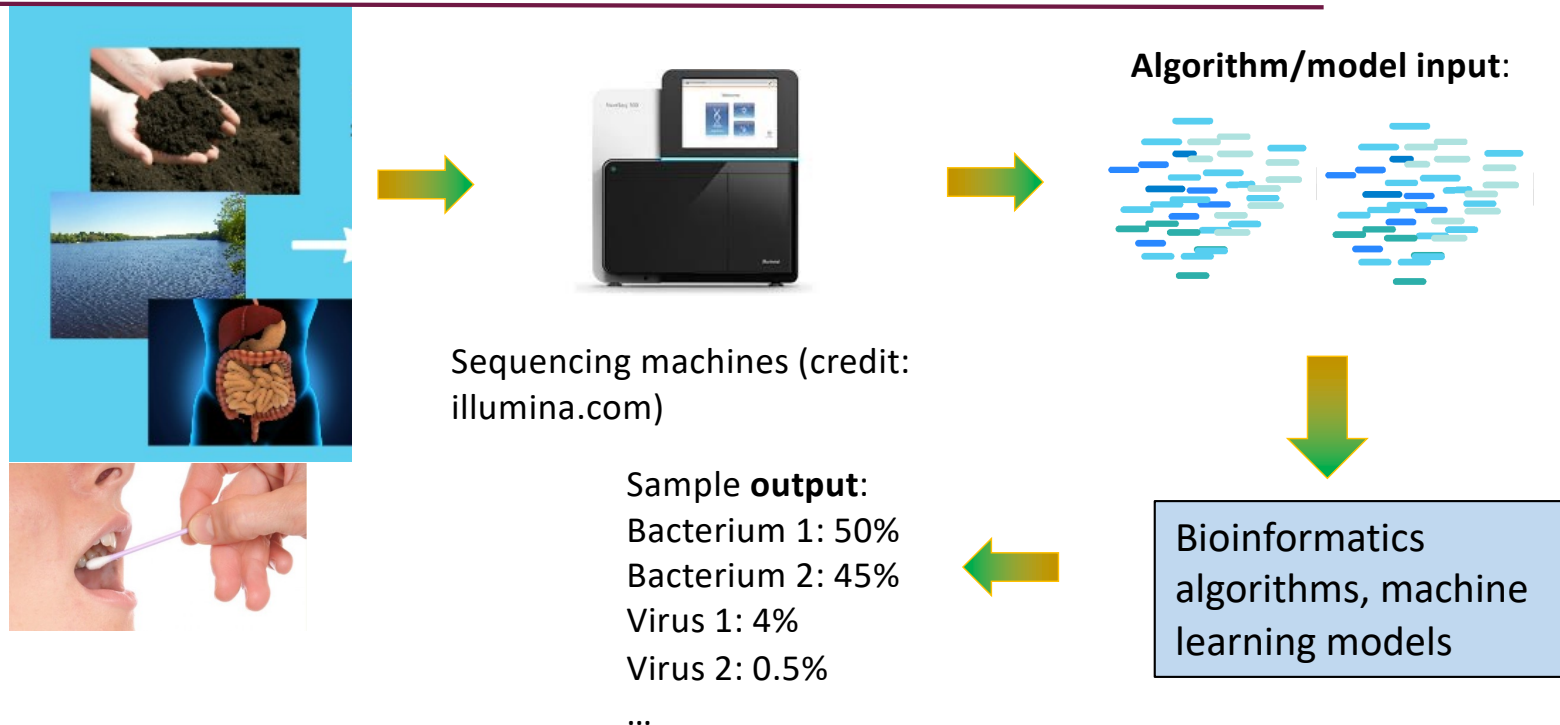 Algorithm/model input:
Sequencing machines (credit:
illumina.com)
Sample output:
Bacterium 1: 50%
Bacterium 2: 45%
Virus 1: 4%
Virus 2: 0.5%
…
Bioinformatics
algorithms, machine
learning models